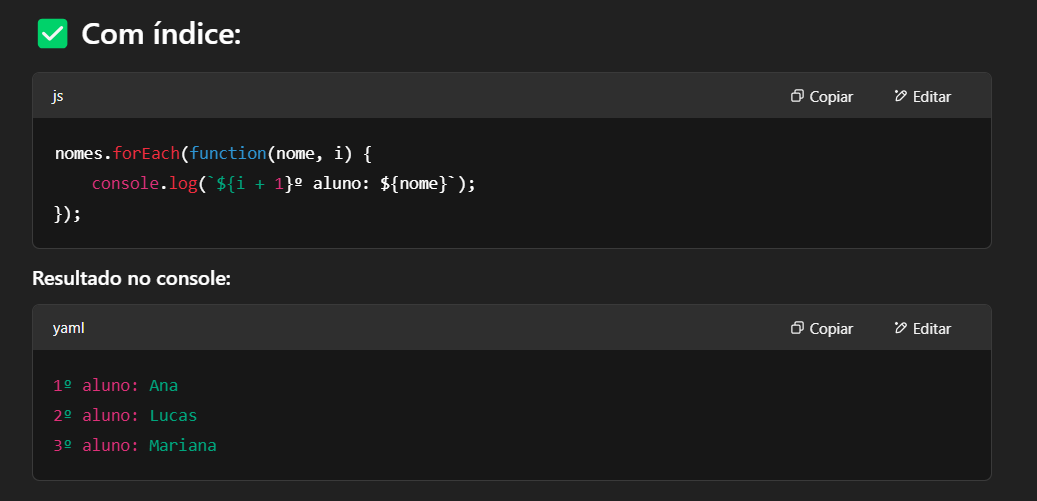 ✅ Com índice:
js Copiar Editar
nomes.forEach(function(nome, i) {
    console.log(`${i + 1}º aluno: ${nome}`);
});
Resultado no console:
yaml Copiar Editar
1º aluno: Ana
2º aluno: Lucas
3º aluno: Mariana